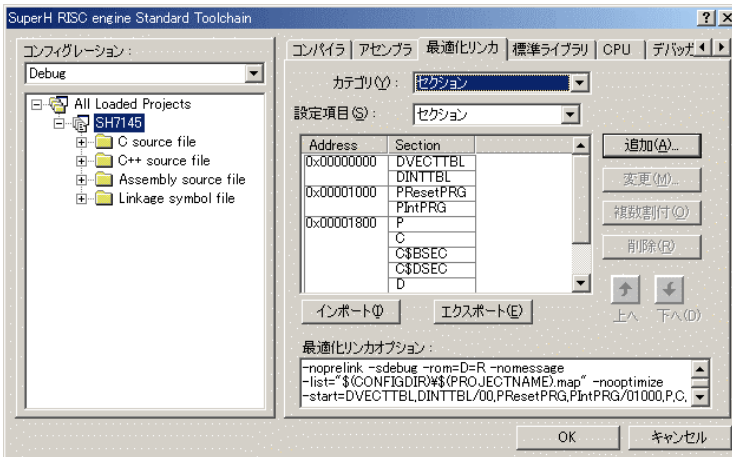 SuperH RISC engine Standard Toolchain
コンフィグレーション :
Debug
All Loaded Projects
SH7145
C source file
C++ source file
Assembly source file
Linkage symbol file
コンパイラ アセンブラ 最適化リンカ 標準ライブラリ CPU デバッガ
カテゴリ(Y) : セクション
設定項目(S) : セクション
Address Section
0x00000000 DVECTTBL
DINTTBL
0x00001000 PResetPRG
PIntPRG
0x00001800 P
C
C$BSEC
C$DSEC
D
追加(A)...
変更(M)...
複数割付(O)
削除(R)
上へ 下へ(D)
インポート(I) エクスポート(E)
最適化リンカオプション :
-noprelink -sdebug -rom=D=R -nomessage
-list="$(CONFIGDIR)¥$(PROJECTNAME).map" -nooptimize
-start=DVECTTBL,DINTTBL/00,PResetPRG,PIntPRG/01000,P,C,
OK キャンセル